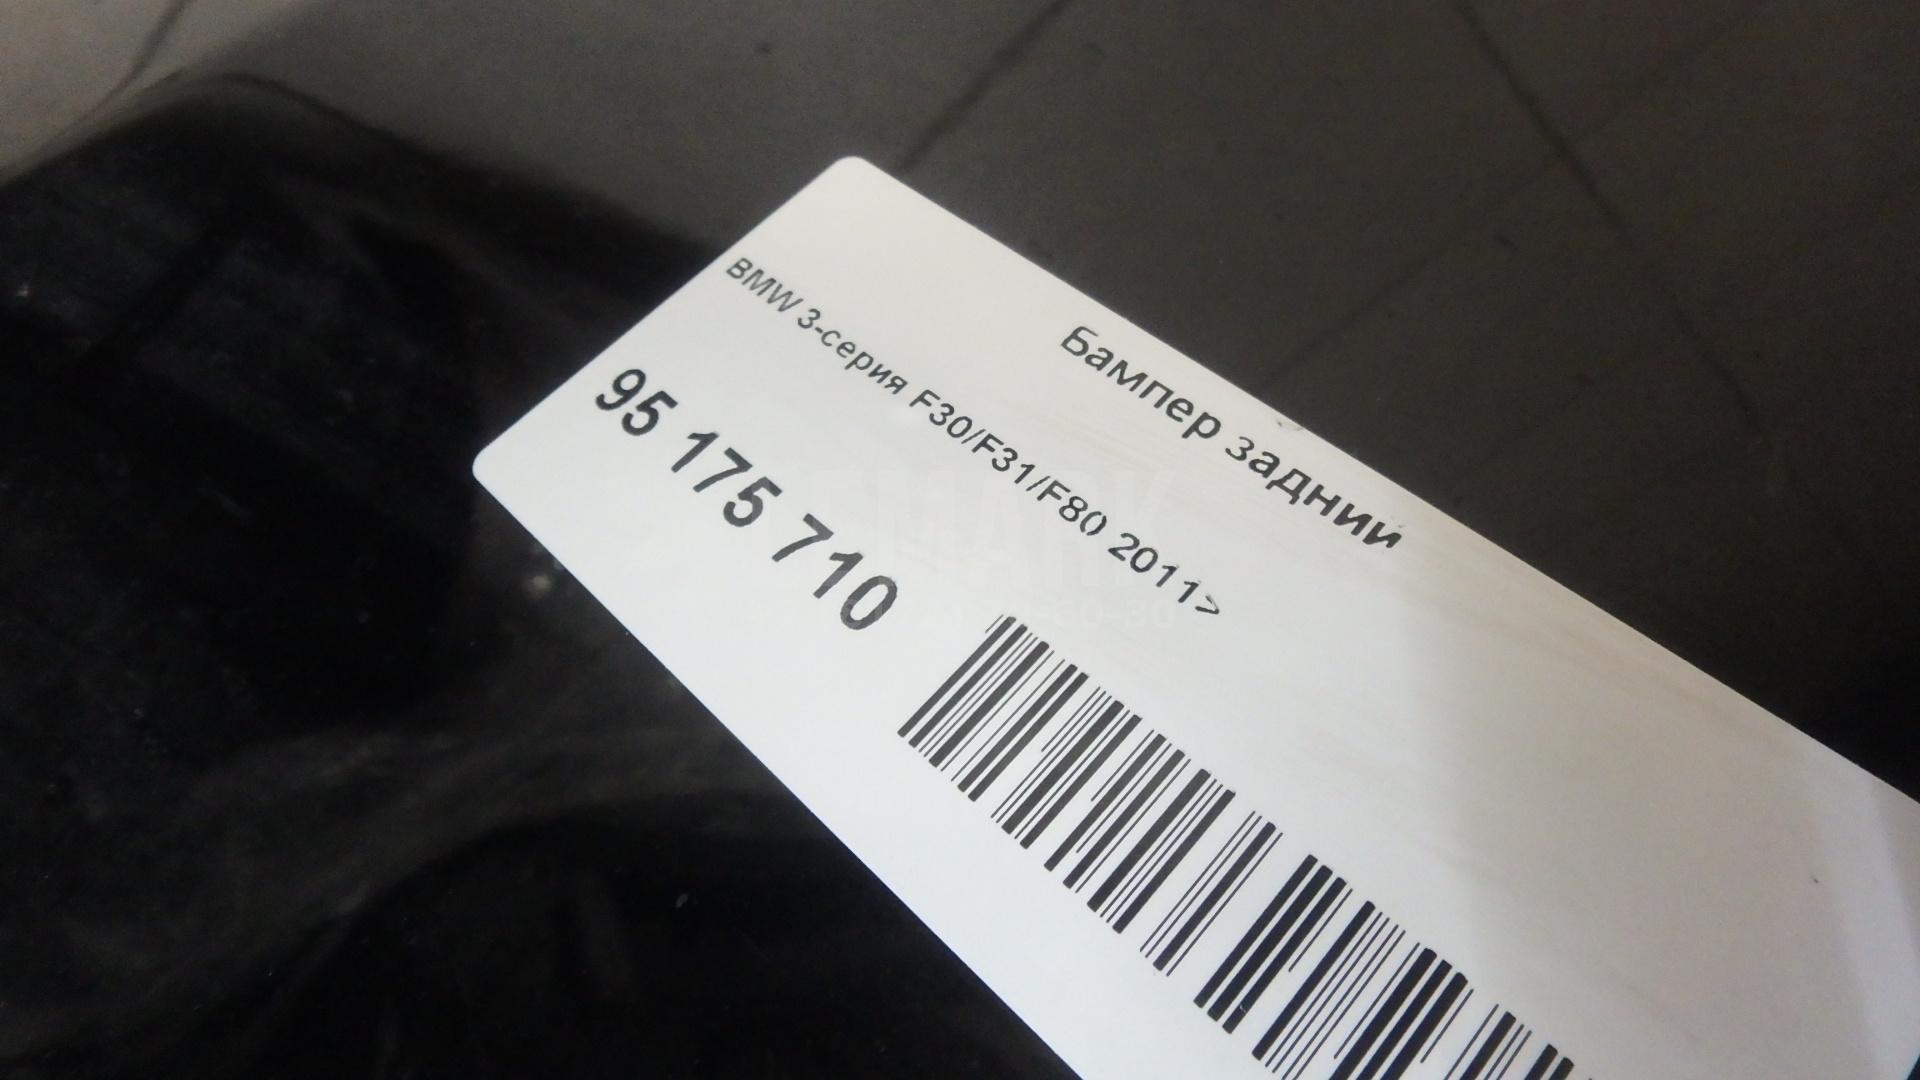 Бампер задний
BMW 3-серия F30/F31/F80 2011>
95 175 710